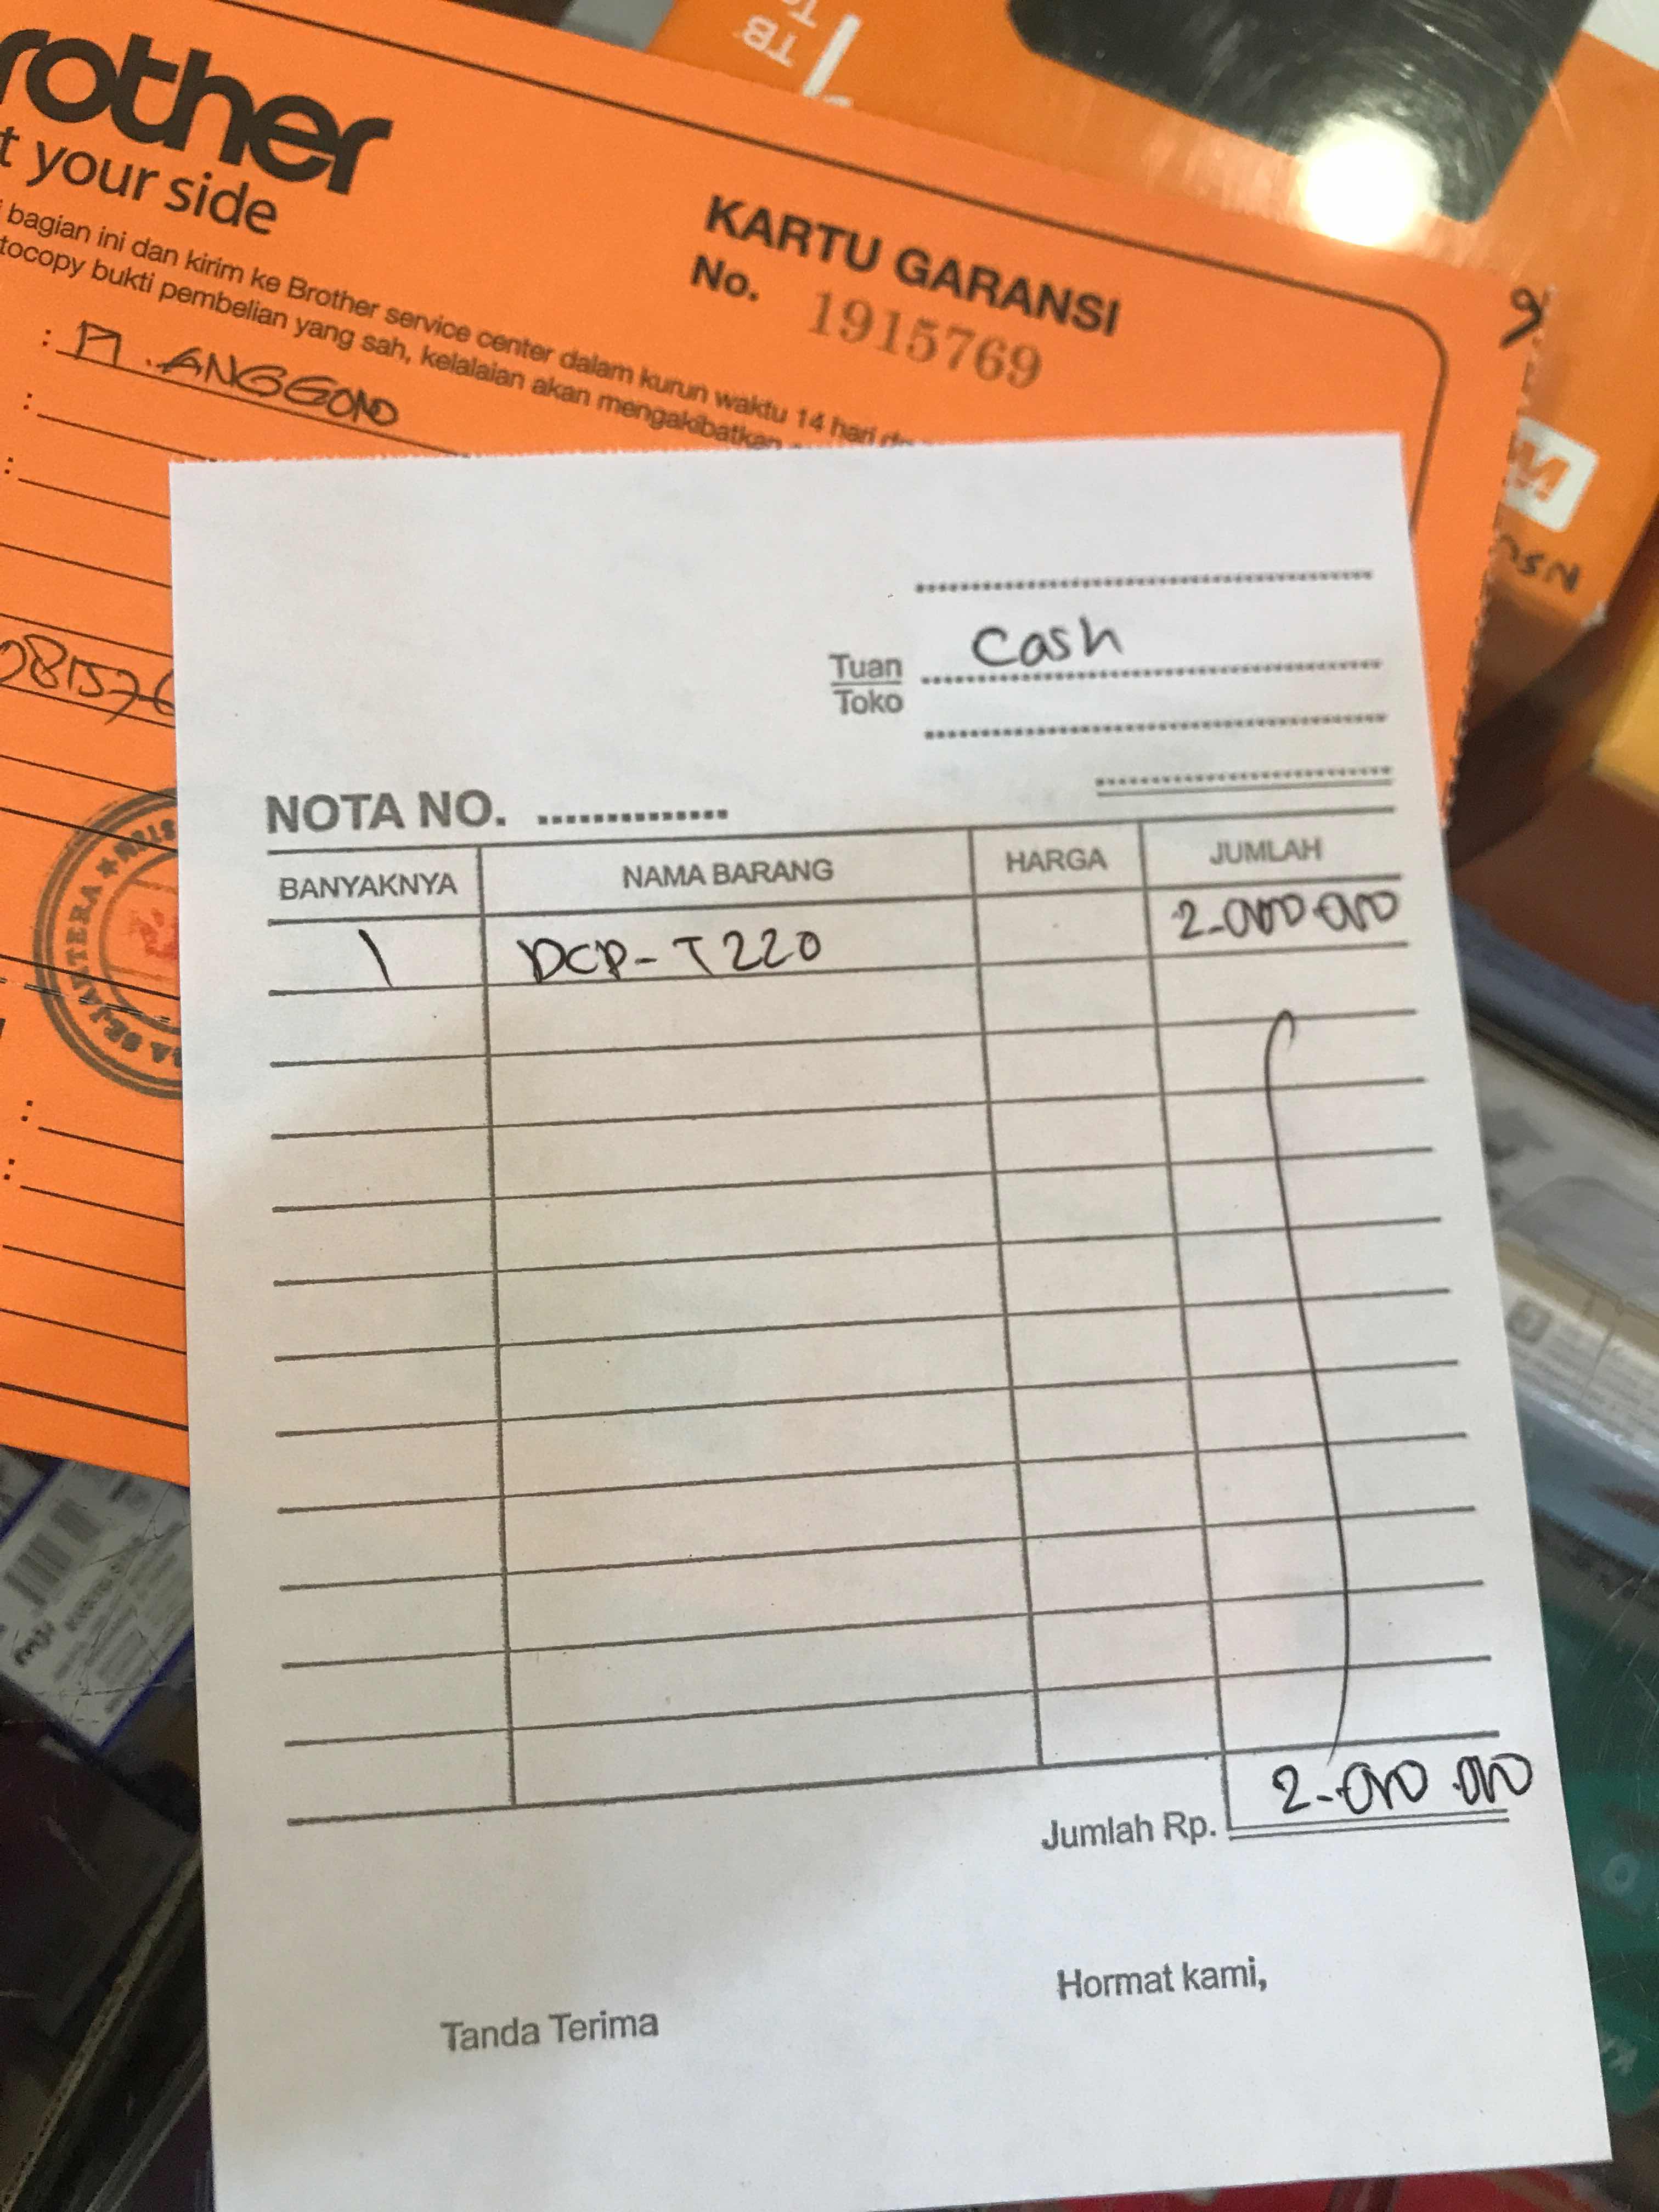 rother
t your side
KARTU GARANSI
No. 1915769
bagian ini dan kirim ke Brother service center dalam kurun waktu 14 hari
tocopy bukti pembelian yang sah, kelalaian akan mengakibatkan
: M. ANGGONO
:
:
081576
TB
Cash
Tuan
Toko
NOTA NO. ..............
BANYAKNYA NAMA BARANG HARGA JUMLAH
1 DCP-T220 2.000.000
Jumlah Rp. 2.000.000
Tanda Terima Hormat kami,